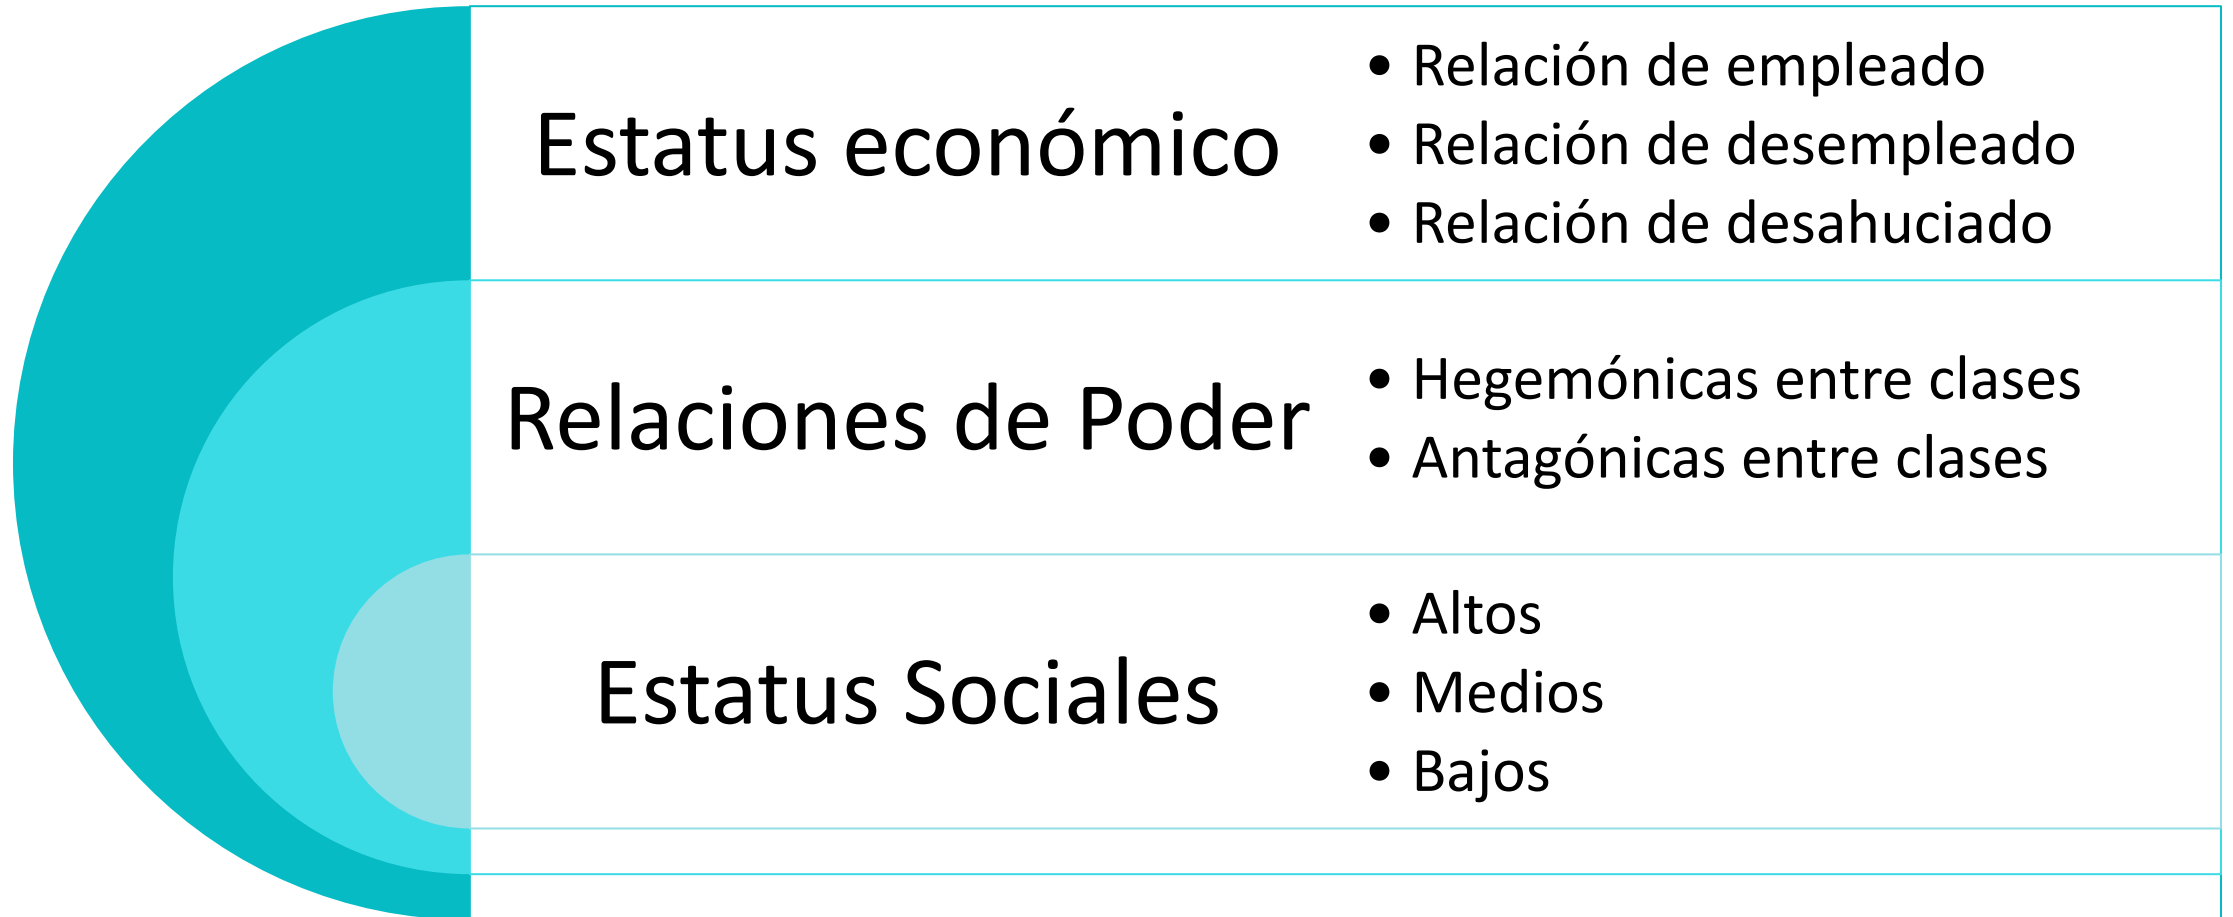 Estatus económico
• Relación de empleado
• Relación de desempleado
• Relación de desahuciado
Relaciones de Poder
• Hegemónicas entre clases
• Antagónicas entre clases
Estatus Sociales
• Altos
• Medios
• Bajos